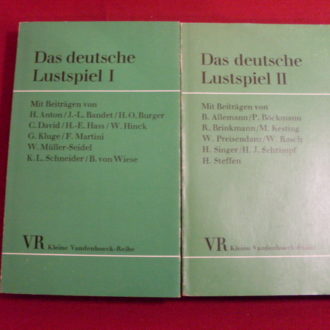 Das deutsche
Lustspiel I
Mit Beiträgen von
H. Anton / J.-L. Bandet / H. O. Burger
C. David / H.-E. Hass / W. Hinck
G. Kluge / F. Martini
W. Müller-Seidel
K. L. Schneider / B. von Wiese
VR Kleine Vandenhoeck-Reihe
Das deutsche
Lustspiel II
Mit Beiträgen von
B. Allemann / P. Böckmann
R. Brinkmann / M. Kesting
W. Preisendanz / W. Rasch
H. Singer / H. J. Schrimpf
H. Steffen
VR Kleine Vandenhoeck-Reihe